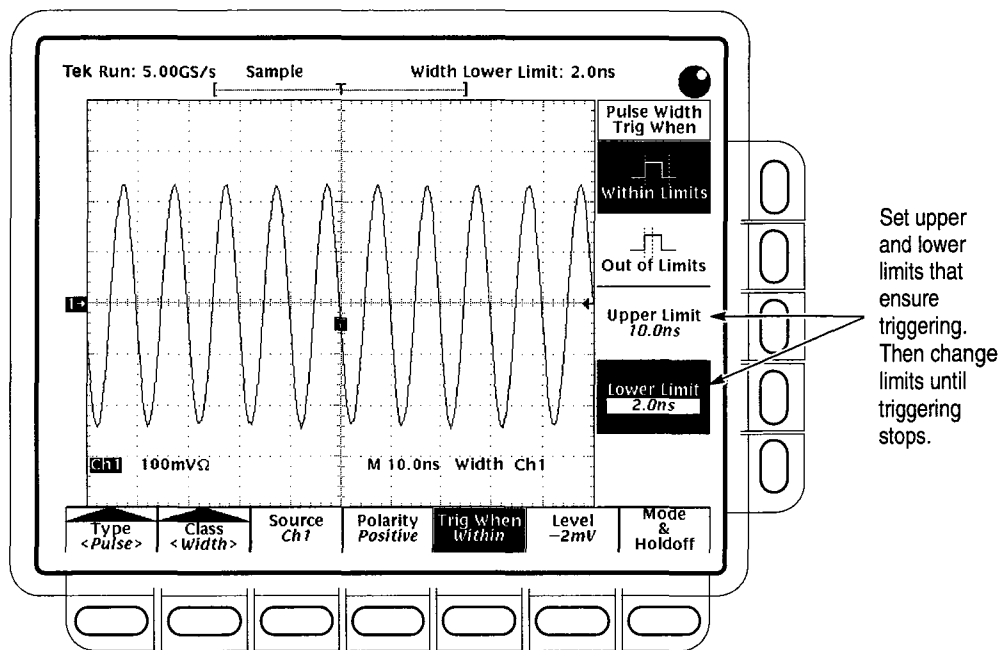 Tek Run: 5.00GS/s Sample Width Lower Limit: 2.0ns
T
Pulse Width
Trig When
Within Limits
Out of Limits
Upper Limit
10.0ns
Lower Limit
2.0ns
1
T
Ch1 100mVΩ M 10.0ns Width Ch1
Type
<Pulse>
Class
<Width>
Source
Ch1
Polarity
Positive
Trig When
Within
Level
−2mV
Mode
&
Holdoff
Set upper
and lower
limits that
ensure
triggering.
Then change
limits until
triggering
stops.